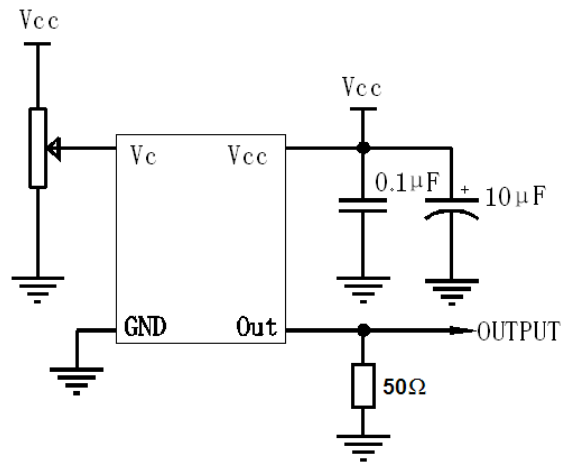 Vcc
Vcc
Vc
Vcc
0.1μF
+
10μF
GND
Out
OUTPUT
50Ω